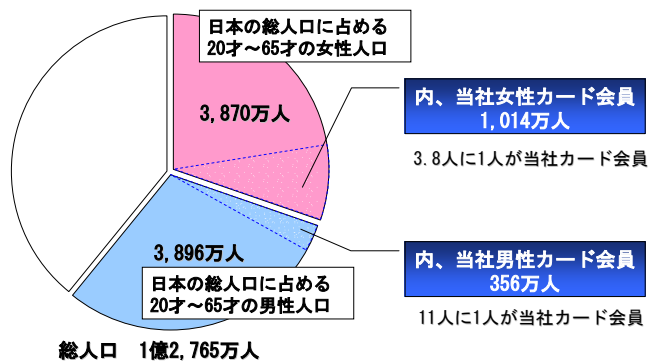 日本の総人口に占める
20才～65才の女性人口
3,870万人
内、当社女性カード会員
1,014万人
3.8人に1人が当社カード会員
3,896万人
日本の総人口に占める
20才～65才の男性人口
内、当社男性カード会員
356万人
11人に1人が当社カード会員
総人口　1億2,765万人